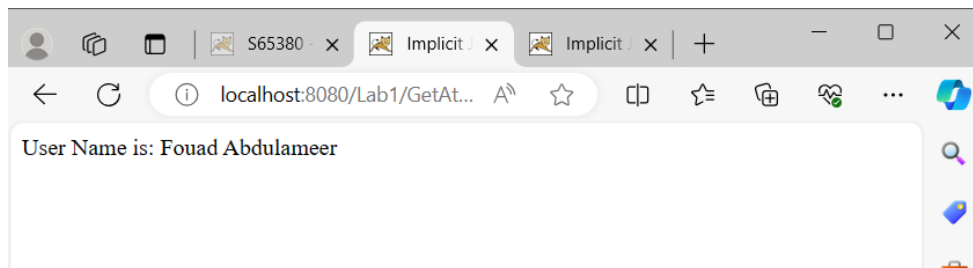 S65380 -
Implicit J
Implicit J
localhost:8080/Lab1/GetAt...
User Name is: Fouad Abdulameer